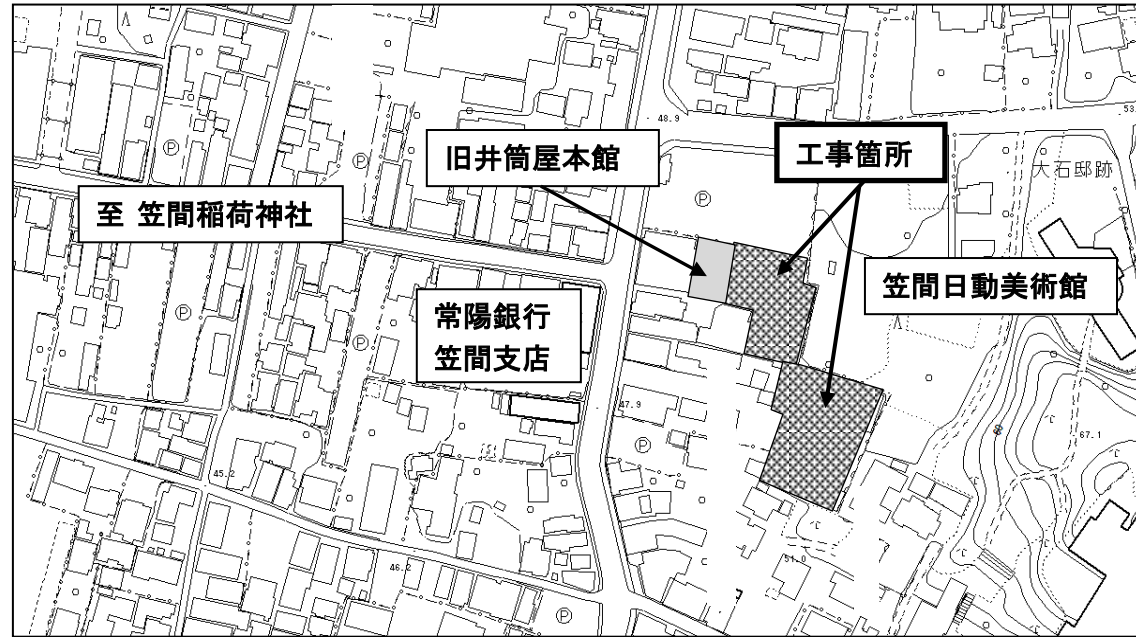 48.9
53.
旧井筒屋本館
工事箇所
大石邸跡
P
P
P
至 笠間稲荷神社
笠間日動美術館
常陽銀行
笠間支店
P
P
47.9
P
67.1
45.2
46.2
51.0
P